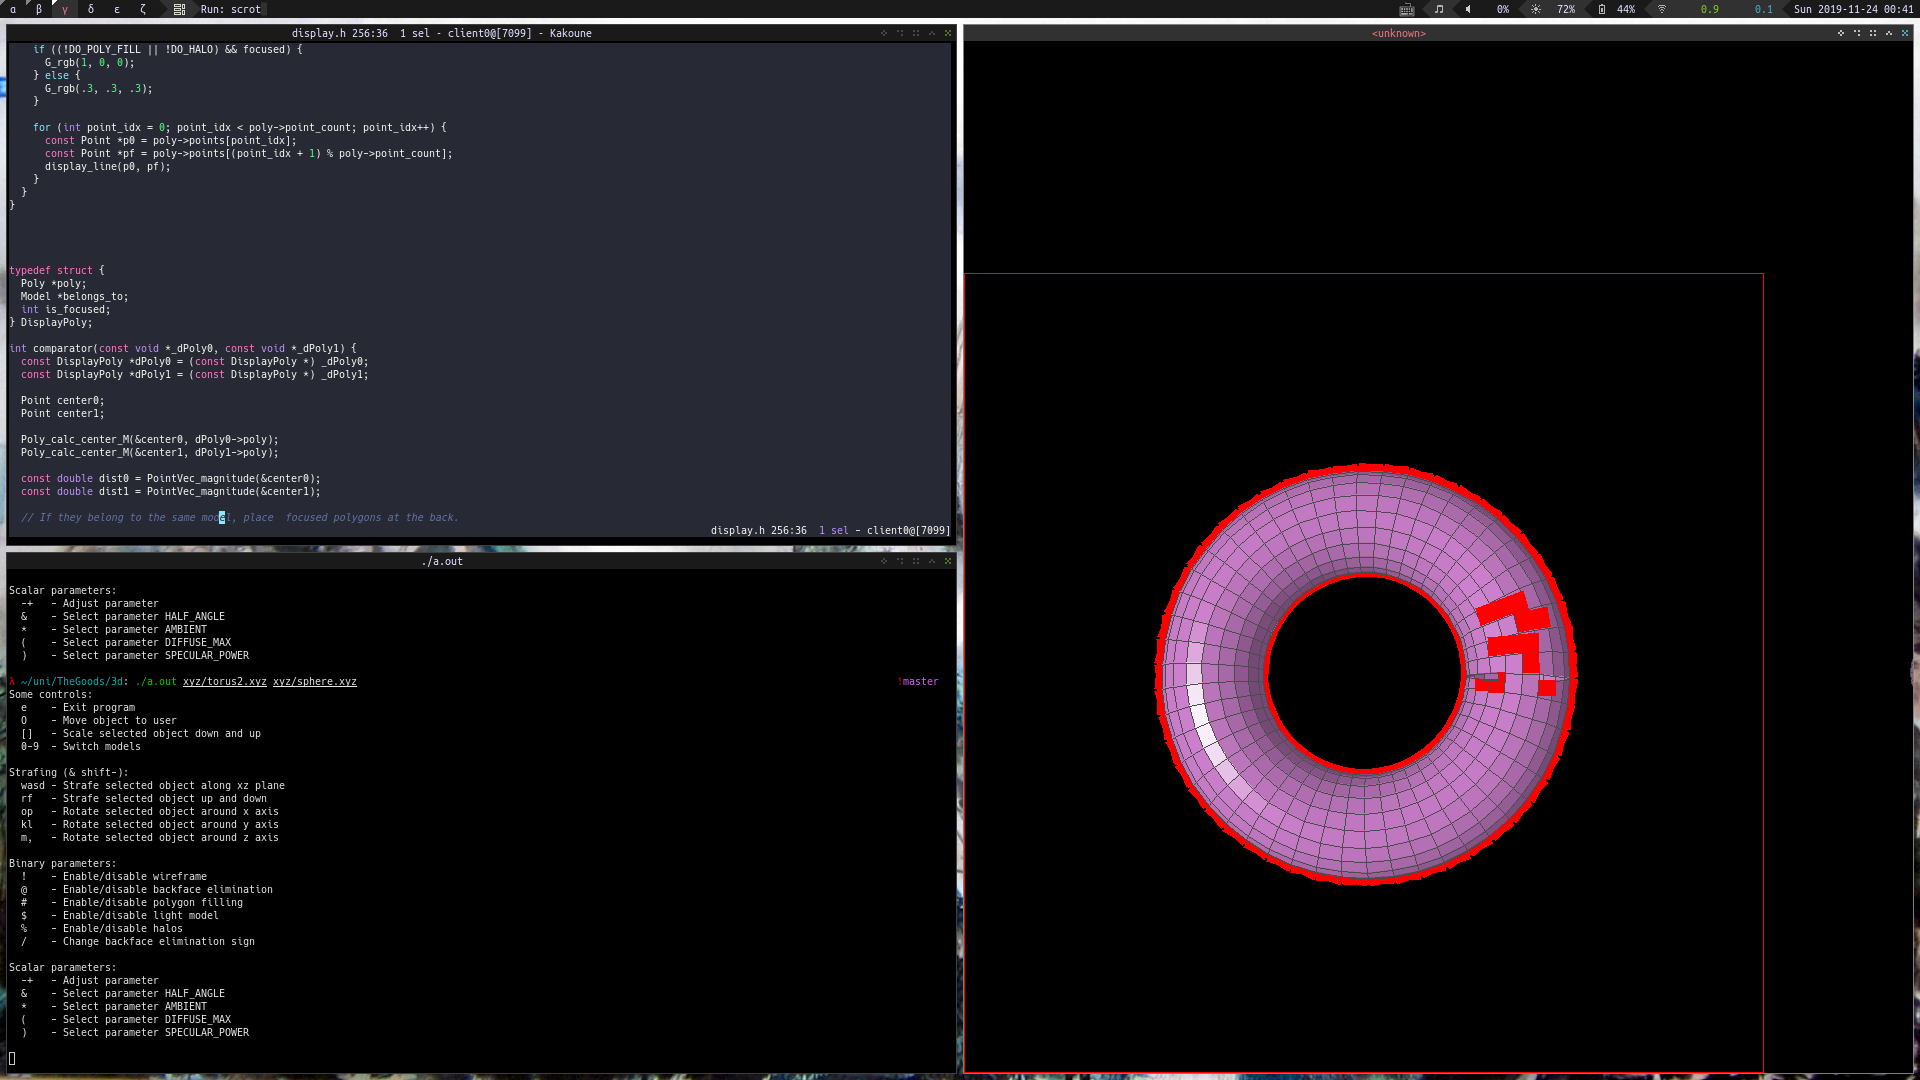 α β γ δ ε ζ Run: scrot 0% 72% 44% 0.9 0.1 Sun 2019-11-24 00:41
display.h 256:36 1 sel - client0@[7099] - Kakoune
if ((!DO_POLY_FILL || !DO_HALO) && focused) {
G_rgb(1, 0, 0);
} else {
G_rgb(.3, .3, .3);
}
for (int point_idx = 0; point_idx < poly->point_count; point_idx++) {
const Point *p0 = poly->points[point_idx];
const Point *pf = poly->points[(point_idx + 1) % poly->point_count];
display_line(p0, pf);
}
}
}
typedef struct {
Poly *poly;
Model *belongs_to;
int is_focused;
} DisplayPoly;
int comparator(const void *_dPoly0, const void *_dPoly1) {
const DisplayPoly *dPoly0 = (const DisplayPoly *) _dPoly0;
const DisplayPoly *dPoly1 = (const DisplayPoly *) _dPoly1;
Point center0;
Point center1;
Poly_calc_center_M(&center0, dPoly0->poly);
Poly_calc_center_M(&center1, dPoly1->poly);
const double dist0 = PointVec_magnitude(&center0);
const double dist1 = PointVec_magnitude(&center1);
// If they belong to the same model, place  focused polygons at the back.
display.h 256:36 1 sel - client0@[7099]
./a.out
Scalar parameters:
-+ - Adjust parameter
& - Select parameter HALF_ANGLE
* - Select parameter AMBIENT
( - Select parameter DIFFUSE_MAX
) - Select parameter SPECULAR_POWER
λ ~/uni/TheGoods/3d: ./a.out xyz/torus2.xyz xyz/sphere.xyz !master
Some controls:
e - Exit program
O - Move object to user
[] - Scale selected object down and up
0-9 - Switch models
Strafing (& shift-):
wasd - Strafe selected object along xz plane
rf - Strafe selected object up and down
op - Rotate selected object around x axis
kl - Rotate selected object around y axis
m, - Rotate selected object around z axis
Binary parameters:
! - Enable/disable wireframe
@ - Enable/disable backface elimination
# - Enable/disable polygon filling
$ - Enable/disable light model
% - Enable/disable halos
/ - Change backface elimination sign
Scalar parameters:
-+ - Adjust parameter
& - Select parameter HALF_ANGLE
* - Select parameter AMBIENT
( - Select parameter DIFFUSE_MAX
) - Select parameter SPECULAR_POWER
<unknown>